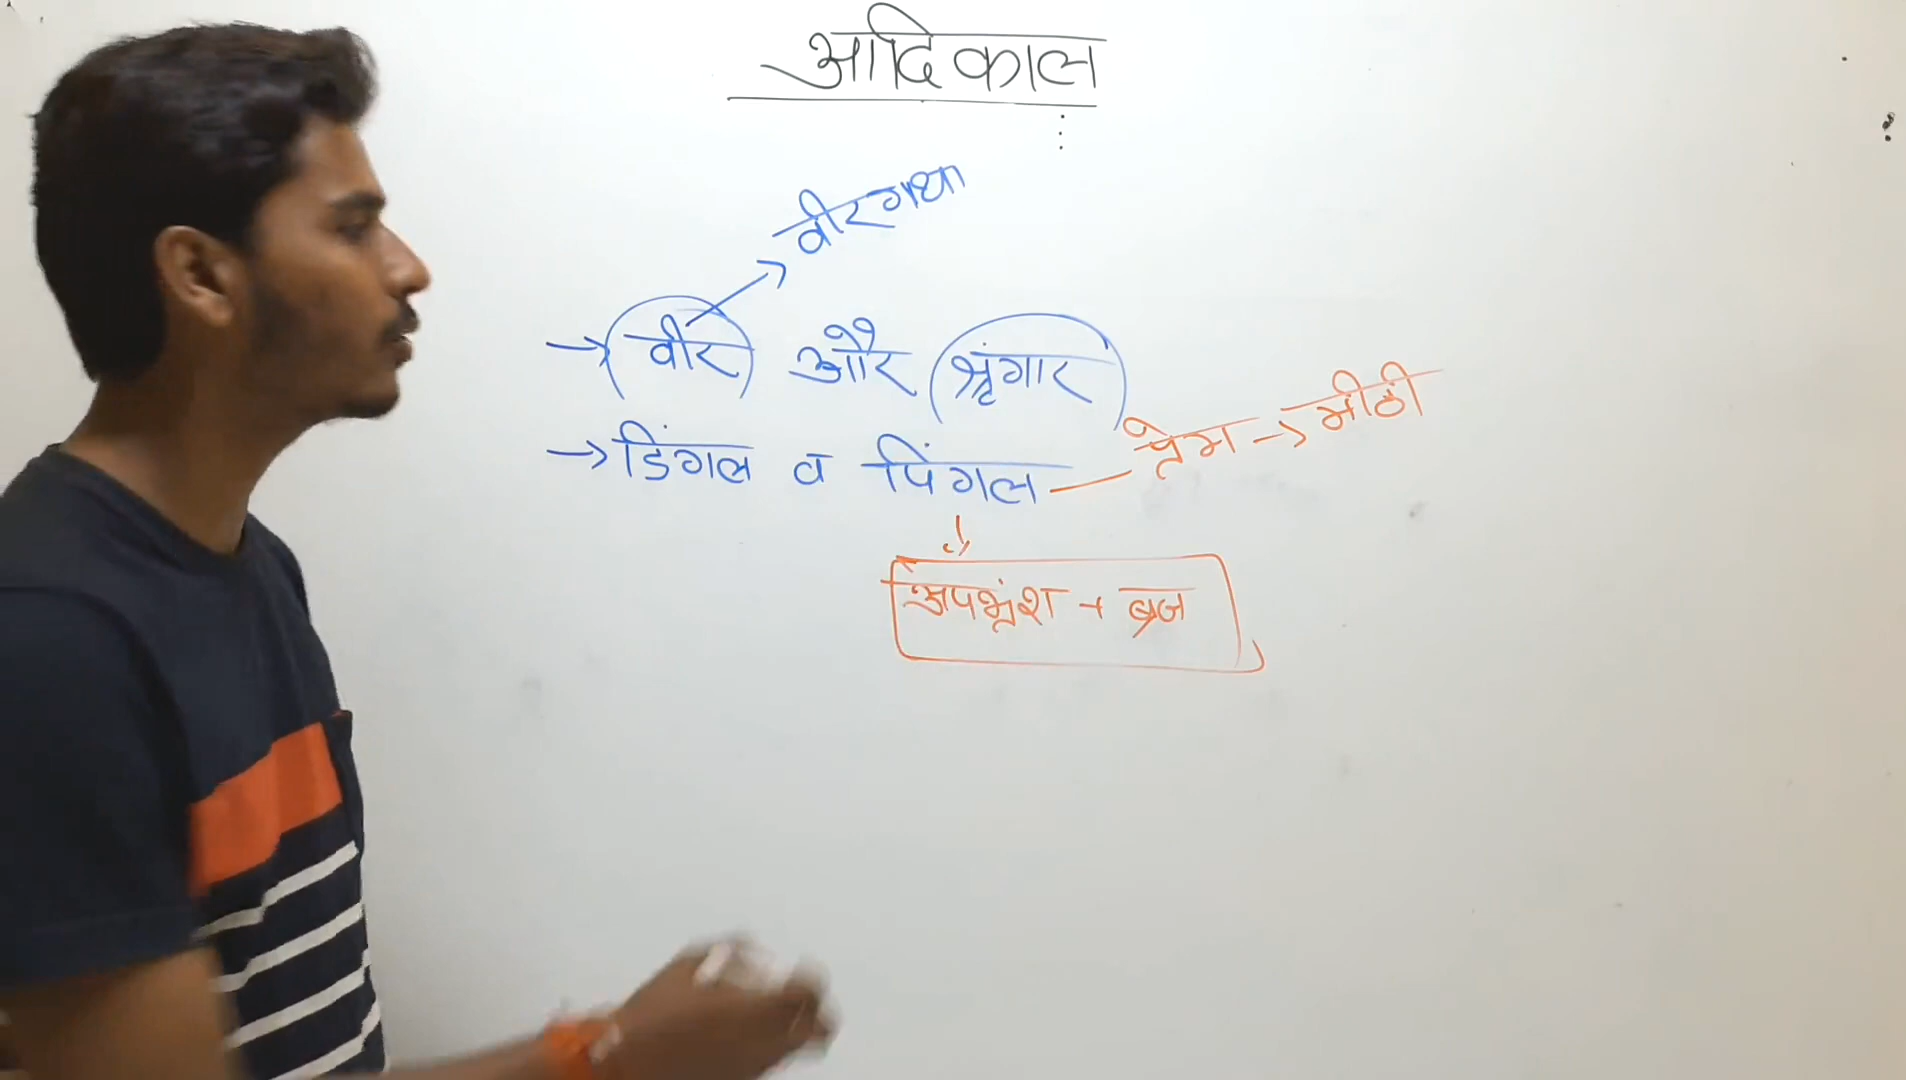 आदिकाल
वीरगाथा
→ वीर और श्रृंगार
प्रेम → मीठी
→ डिंगल व पिंगल
अपभ्रंश + ब्रज